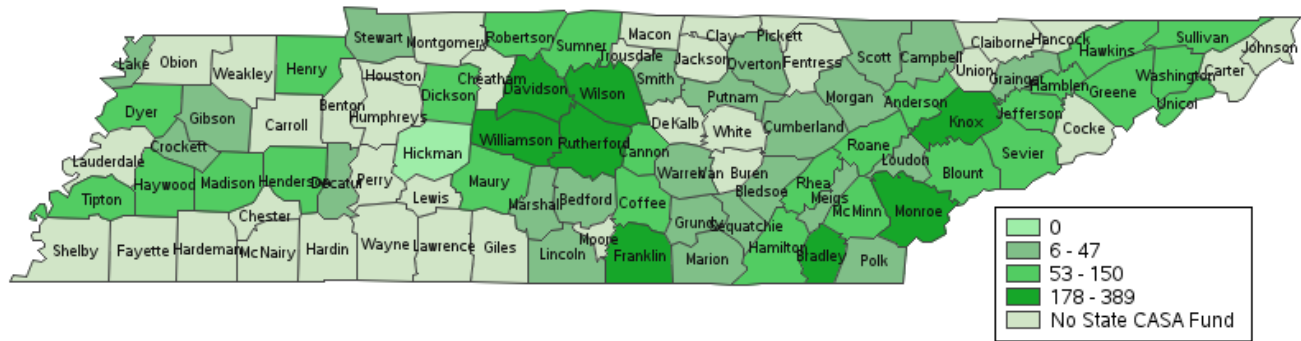 Stewart
Montgomery
Robertson
Sumner
Macon
Clay
Pickett
Trousdale
Jackson
Overton
Fentress
Scott
Campbell
Claiborne
Hancock
Hawkins
Sullivan
Johnson
Lake
Obion
Weakley
Henry
Houston
Cheatham
Davidson
Wilson
Smith
Putnam
Morgan
Anderson
Union
Grainger
Hamblen
Greene
Washington
Carter
Unicoi
Dyer
Gibson
Carroll
Benton
Humphreys
Dickson
DeKalb
White
Cumberland
Roane
Knox
Jefferson
Cocke
Crockett
Lauderdale
Hickman
Williamson
Rutherford
Cannon
Warren
Van Buren
Bledsoe
Rhea
Loudon
Blount
Sevier
Tipton
Haywood
Madison
Henderson
Decatur
Perry
Lewis
Maury
Marshall
Bedford
Coffee
Grundy
Sequatchie
Meigs
McMinn
Monroe
Chester
Shelby
Fayette
Hardeman
McNairy
Hardin
Wayne
Lawrence
Giles
Lincoln
Moore
Franklin
Marion
Hamilton
Bradley
Polk
0
6 - 47
53 - 150
178 - 389
No State CASA Fund